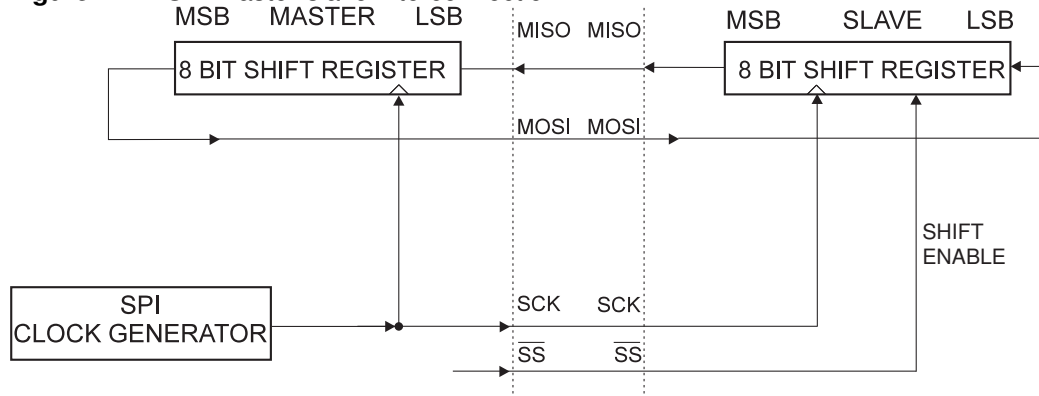 MSB MASTER LSB MISO MISO MSB SLAVE LSB
8 BIT SHIFT REGISTER 8 BIT SHIFT REGISTER
MOSI MOSI
SHIFT
ENABLE
SPI
CLOCK GENERATOR
SCK SCK
SS SS